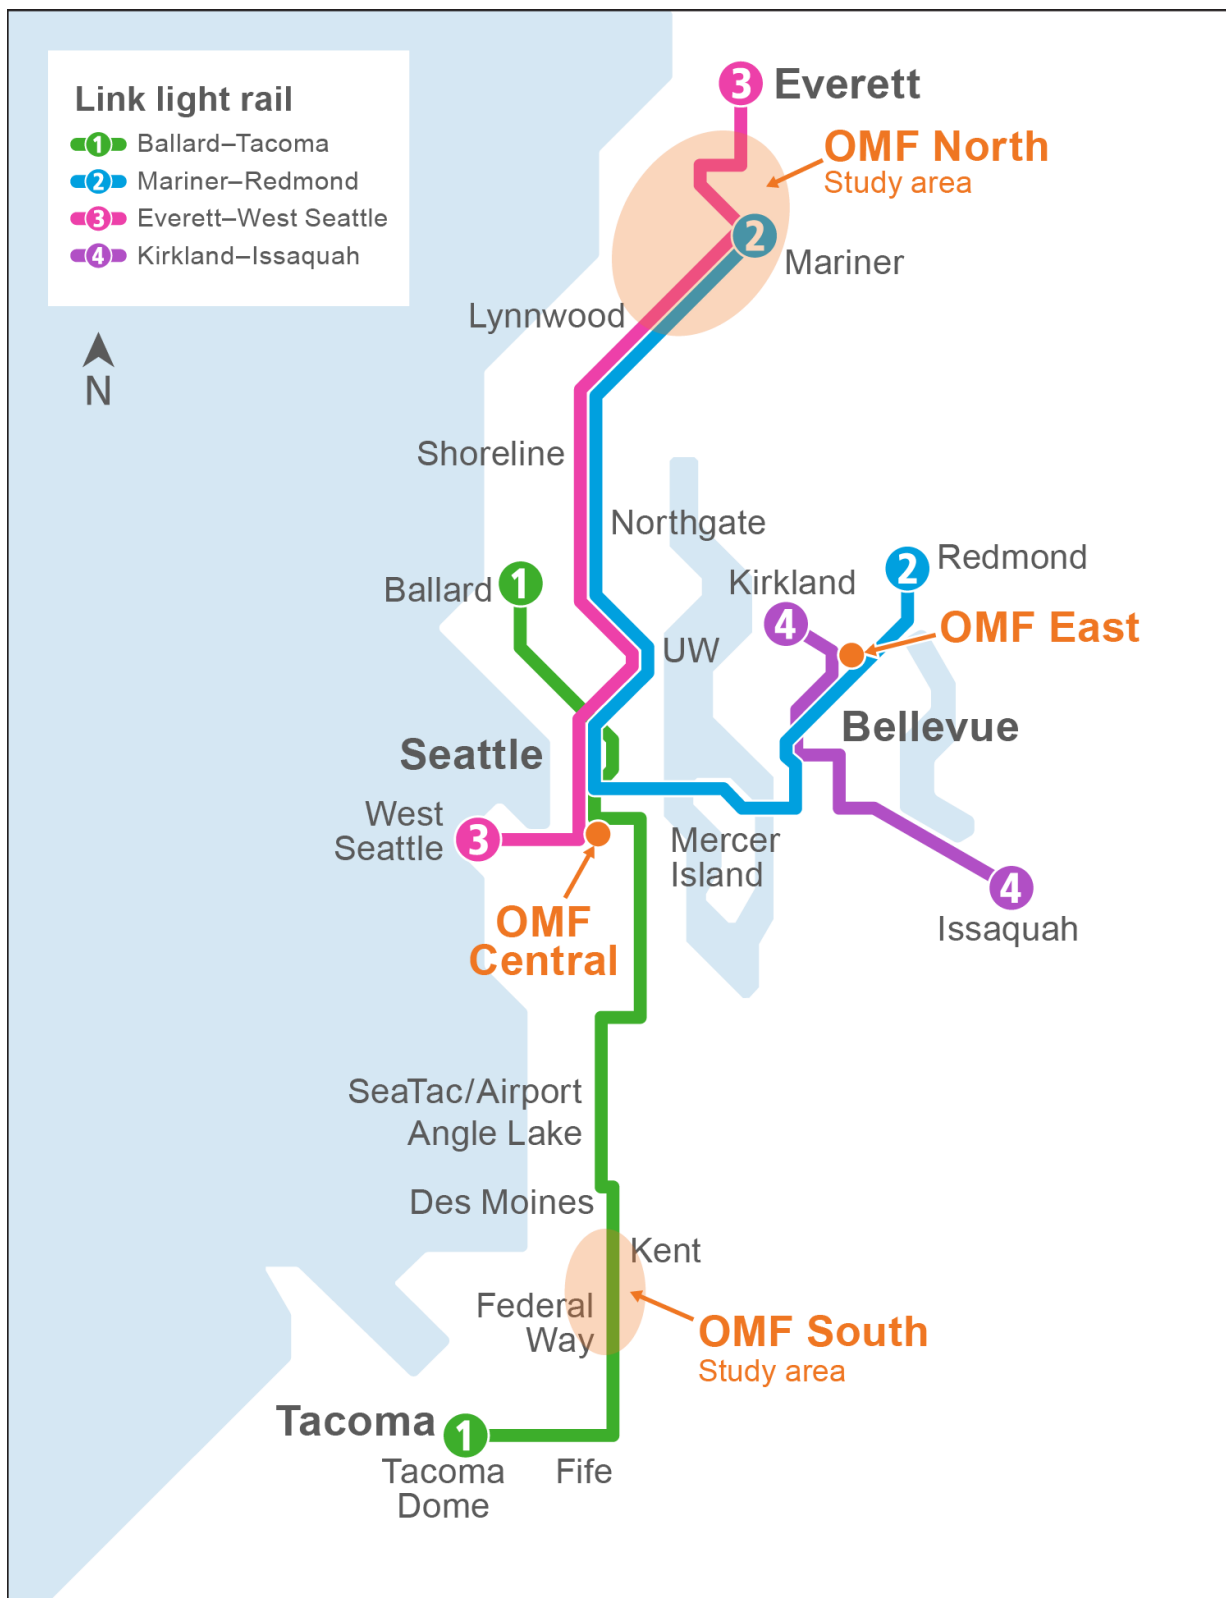 Link light rail
1 Ballard–Tacoma
2 Mariner–Redmond
3 Everett–West Seattle
4 Kirkland–Issaquah
N
3 Everett
OMF North
Study area
2
Mariner
Lynnwood
Shoreline
Northgate
Ballard 1
Kirkland
4
2 Redmond
OMF East
UW
Bellevue
Seattle
West
Seattle 3
Mercer
Island
4
Issaquah
OMF
Central
SeaTac/Airport
Angle Lake
Des Moines
Kent
Federal
Way
OMF South
Study area
Tacoma 1
Tacoma
Dome
Fife